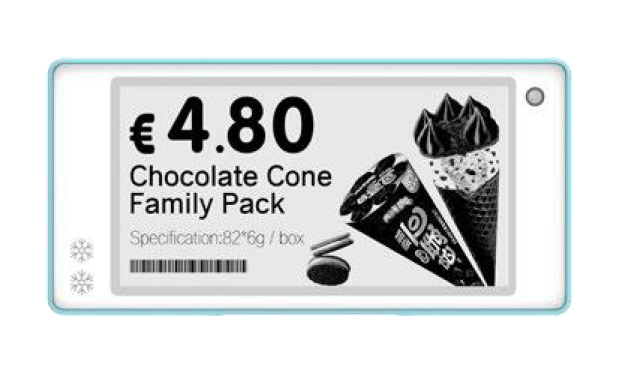 € 4.80
Chocolate Cone
Family Pack
Specification:82*6g / box